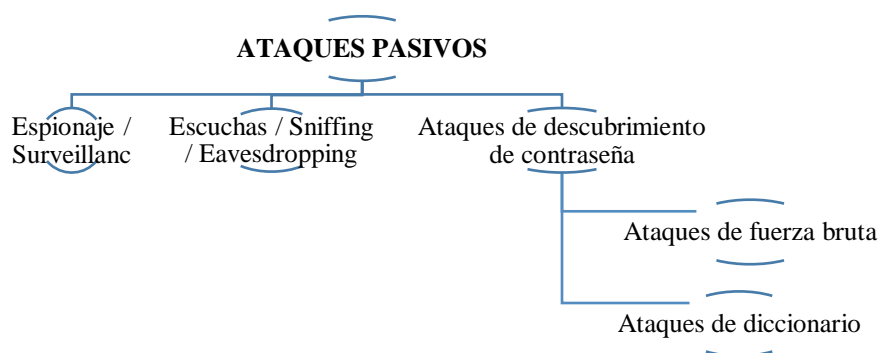 ATAQUES PASIVOS
Espionaje /
Surveillanc
Escuchas / Sniffing
/ Eavesdropping
Ataques de descubrimiento
de contraseña
Ataques de fuerza bruta
Ataques de diccionario